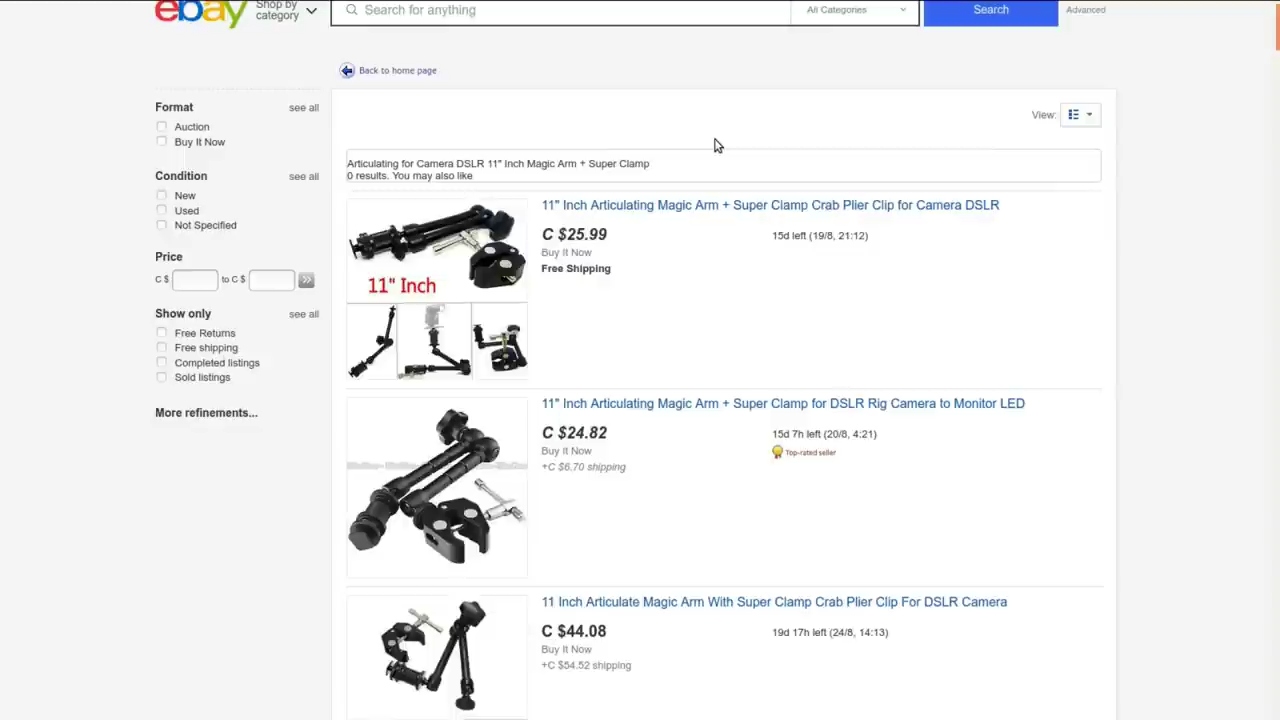 ebay
Shop by
category
Search for anything
All Categories
Search
Advanced
Back to home page
Format
see all
Auction
Buy It Now
Condition
see all
New
Used
Not Specified
Price
C $
to C $
Show only
see all
Free Returns
Free shipping
Completed listings
Sold listings
More refinements...
View:
Articulating for Camera DSLR 11" Inch Magic Arm + Super Clamp
0 results. You may also like
11" Inch
11" Inch Articulating Magic Arm + Super Clamp Crab Plier Clip for Camera DSLR
C $25.99
15d left (19/8, 21:12)
Buy It Now
Free Shipping
11" Inch Articulating Magic Arm + Super Clamp for DSLR Rig Camera to Monitor LED
C $24.82
15d 7h left (20/8, 4:21)
Buy It Now
Top-rated seller
+C $6.70 shipping
11 Inch Articulate Magic Arm With Super Clamp Crab Plier Clip For DSLR Camera
C $44.08
19d 17h left (24/8, 14:13)
Buy It Now
+C $54.52 shipping